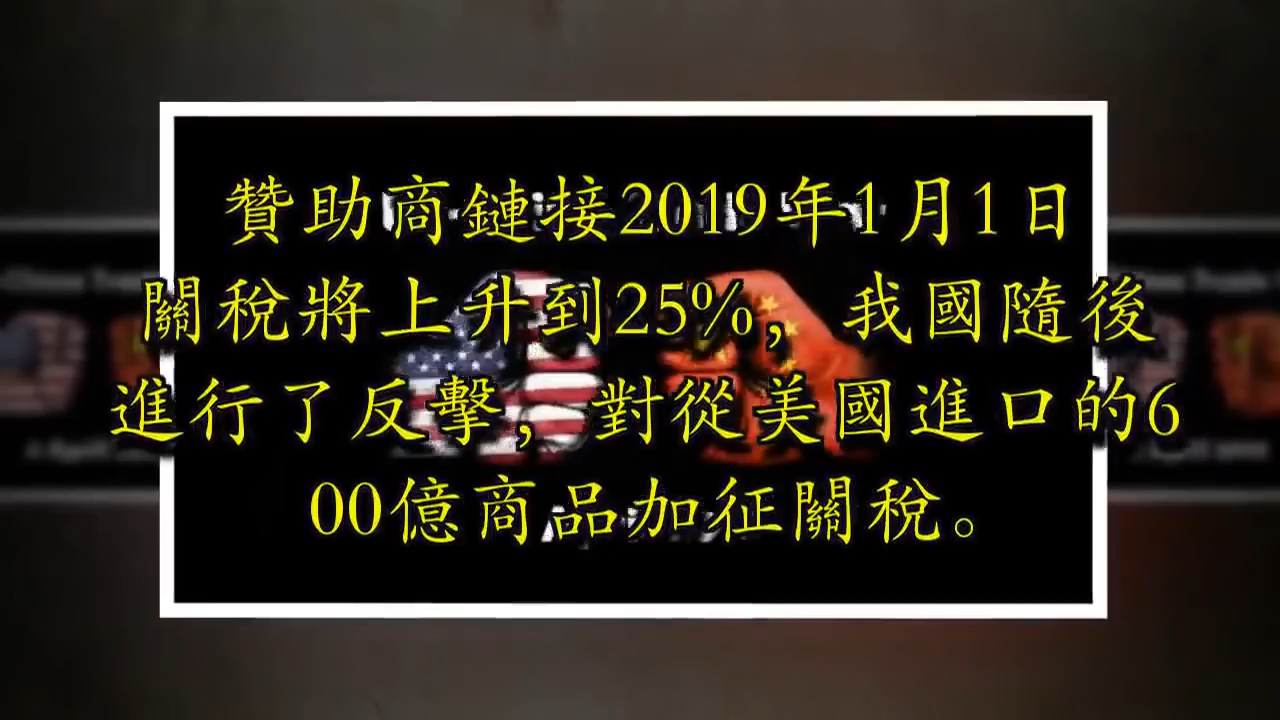 贊助商鏈接2019年1月1日
關稅將上升到25%，我國隨後
進行了反擊，對從美國進口的6
00億商品加征關稅。